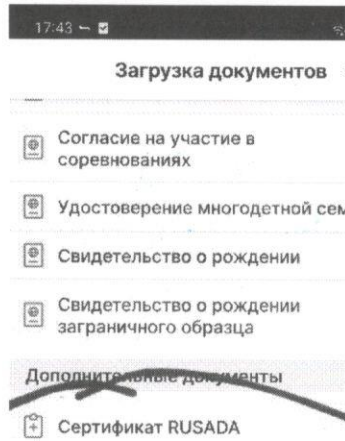 17:43
Загрузка документов
Согласие на участие в
соревнованиях
Удостоверение многодетной сем
Свидетельство о рождении
Свидетельство о рождении
заграничного образца
Дополнительные документы
Сертификат RUSADA